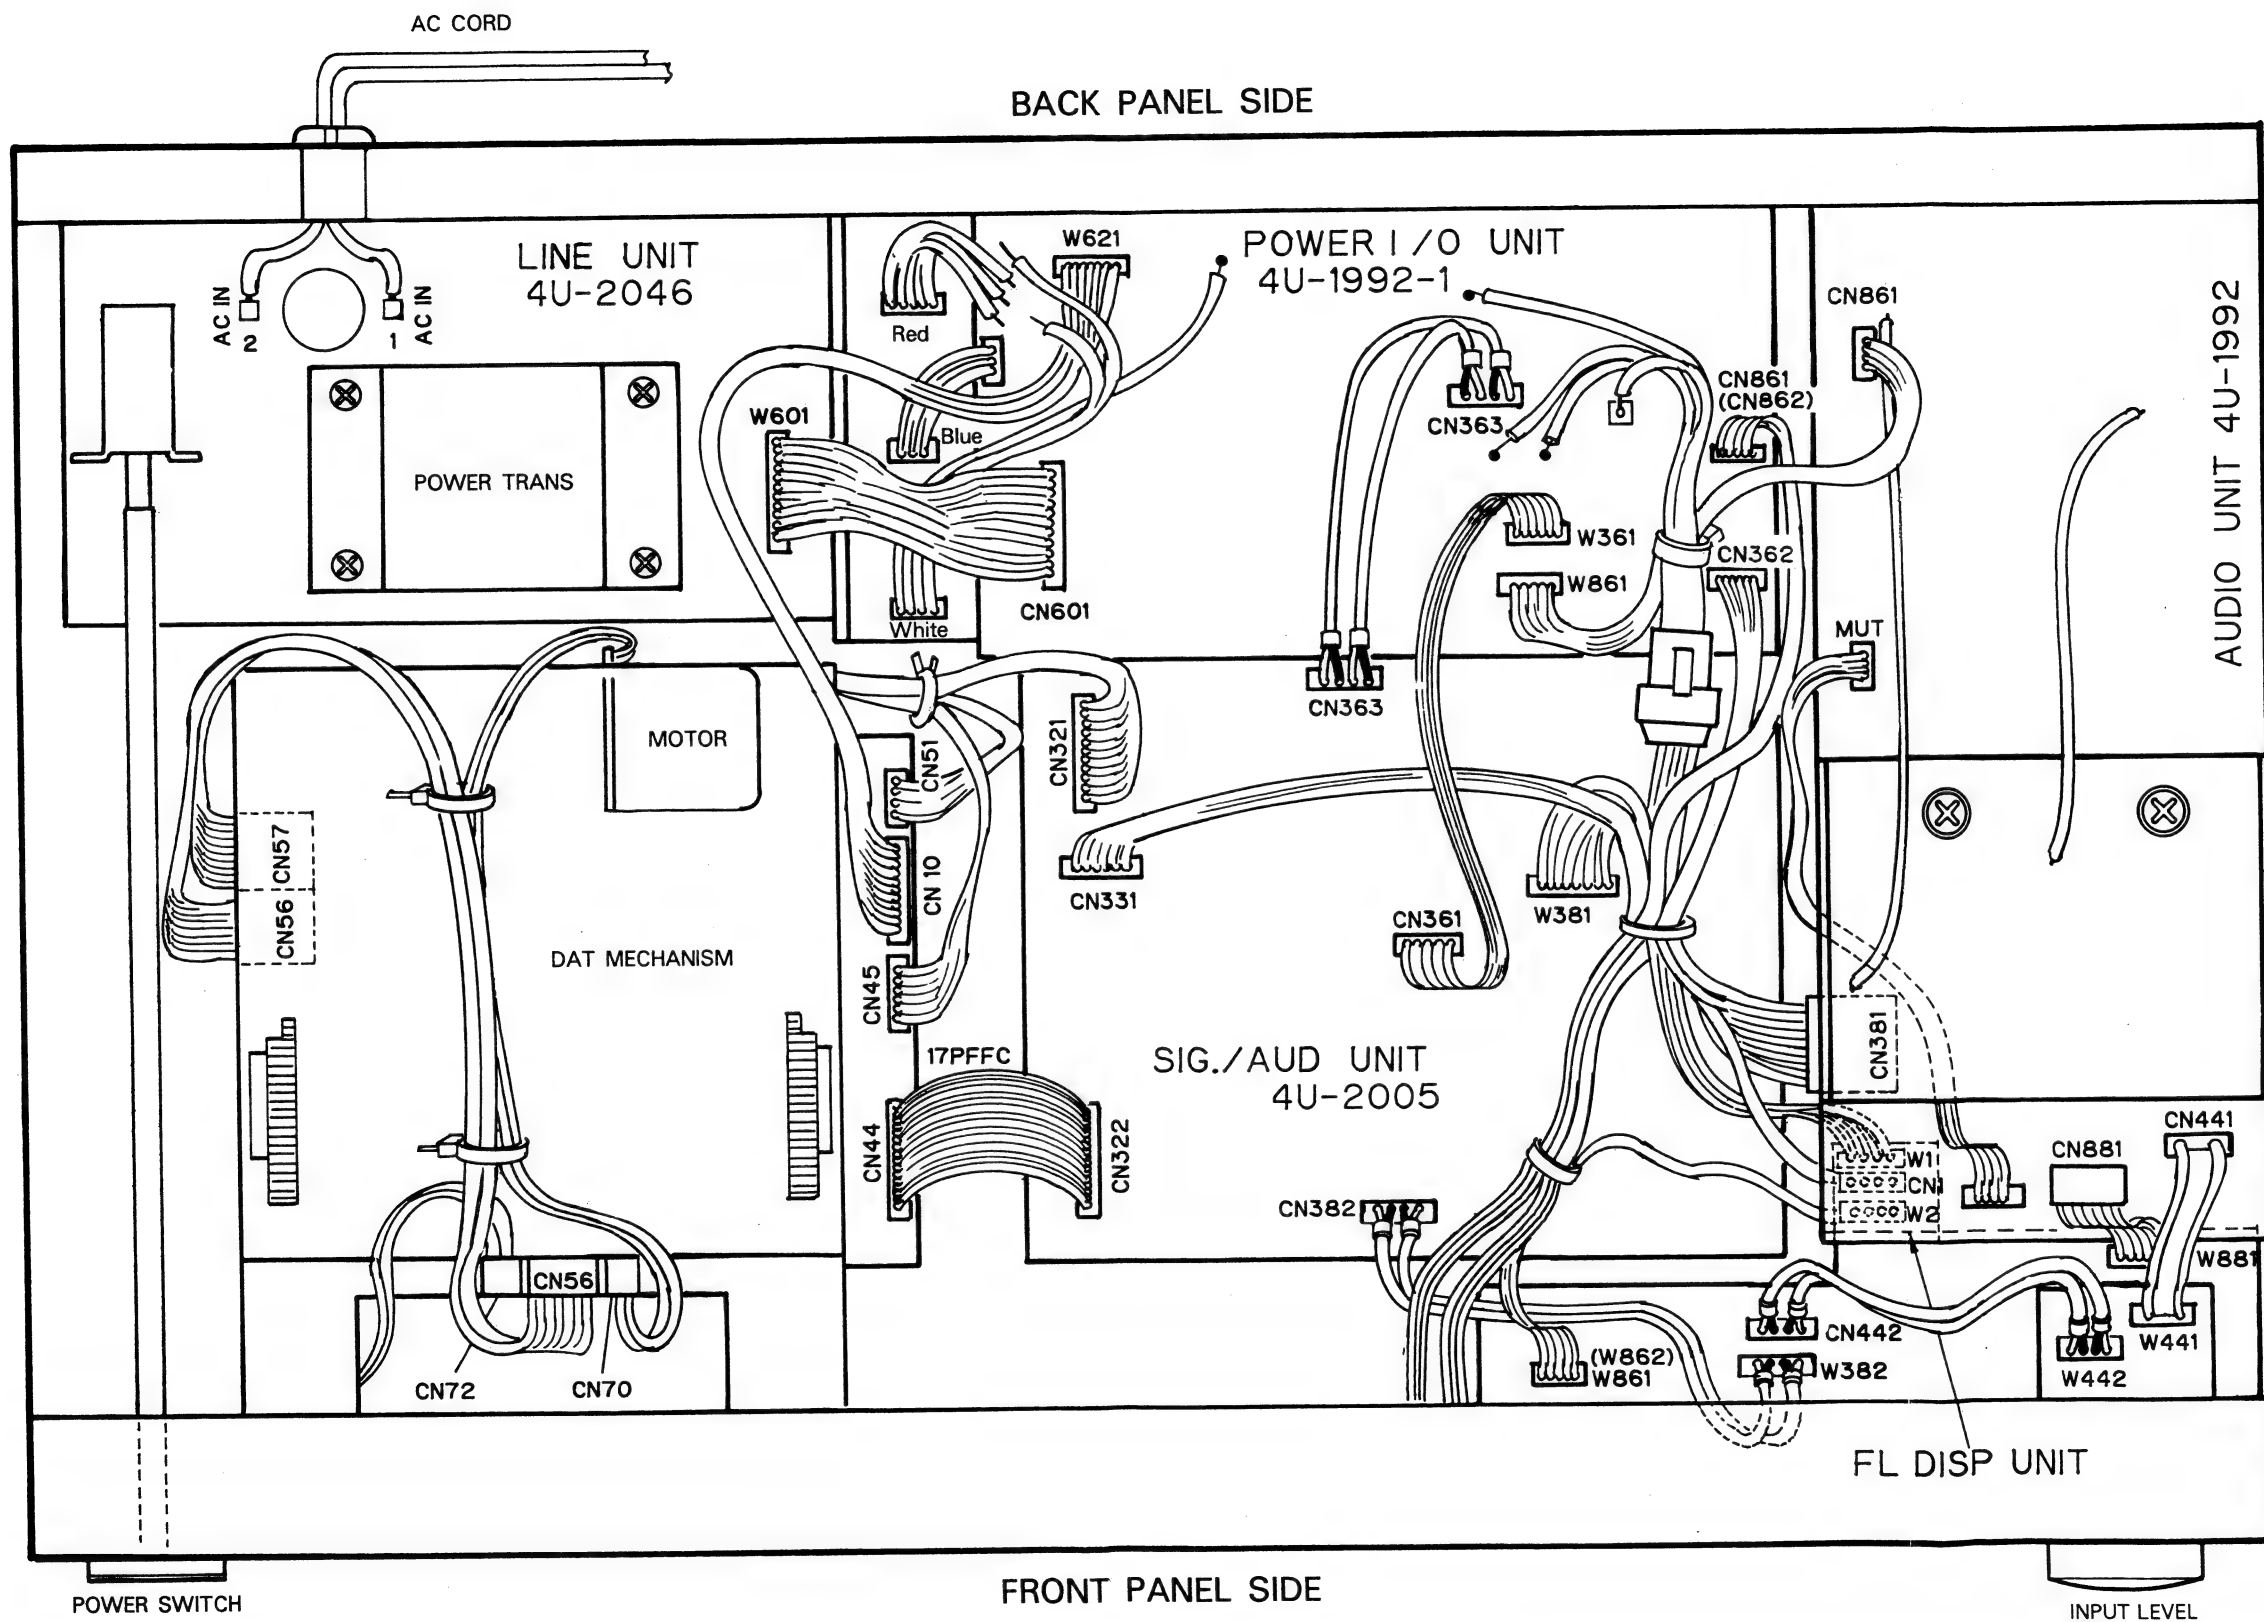 AC CORD
BACK PANEL SIDE
LINE UNIT
4U-2046
AC IN
2
1
AC IN
POWER TRANS
W621
POWER I/O UNIT
4U-1992-1
Red
Blue
White
W601
CN601
CN363
CN861
(CN862)
CN861
AUDIO UNIT 4U-1992
W361
W861
CN362
MUT
CN363
MOTOR
CN51
CN321
CN57
CN56
CN10
CN331
CN361
W381
DAT MECHANISM
CN45
17PFFC
SIG./AUD UNIT
4U-2005
CN381
CN44
CN322
CN382
W1
CN1
W2
CN881
CN441
W881
CN56
CN72
CN70
(W862)
W861
CN442
W382
W441
W442
FL DISP UNIT
POWER SWITCH
FRONT PANEL SIDE
INPUT LEVEL